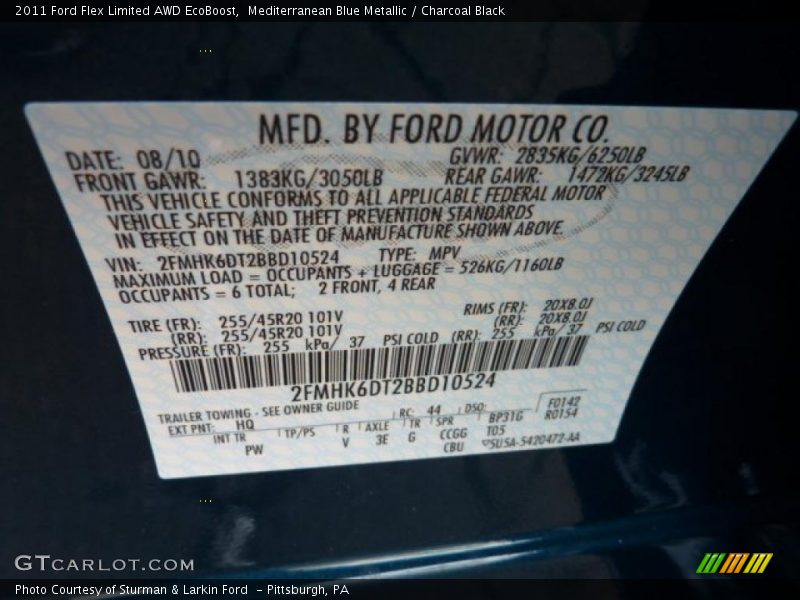 2011 Ford Flex Limited AWD EcoBoost,  Mediterranean Blue Metallic / Charcoal Black
MFD. BY FORD MOTOR CO.
DATE: 08/10 GVWR: 2835KG/6250LB
FRONT GAWR: 1383KG/3050LB REAR GAWR: 1472KG/3245LB
THIS VEHICLE CONFORMS TO ALL APPLICABLE FEDERAL MOTOR
VEHICLE SAFETY AND THEFT PREVENTION STANDARDS
IN EFFECT ON THE DATE OF MANUFACTURE SHOWN ABOVE.
VIN: 2FMHK6DT2BBD10524 TYPE: MPV
MAXIMUM LOAD = OCCUPANTS + LUGGAGE = 526KG/1160LB
OCCUPANTS = 6 TOTAL; 2 FRONT, 4 REAR
TIRE (FR): 255/45R20 101V RIMS (FR): 20X8.0J
(RR): 255/45R20 101V (RR): 20X8.0J
PRESSURE (FR): 255 kPa/ 37 PSI COLD (RR): 255 kPa/ 37 PSI COLD
2FMHK6DT2BBD10524
TRAILER TOWING - SEE OWNER GUIDE RC: 44 DSO: F0142
EXT PNT: HQ BP31G R0154
INT TR TP/PS R AXLE TR SPR T05
PW V 3E G CCGG
CBU 5U5A-5420472-AA
GTCARLOT.COM
Photo Courtesy of Sturman & Larkin Ford  - Pittsburgh, PA